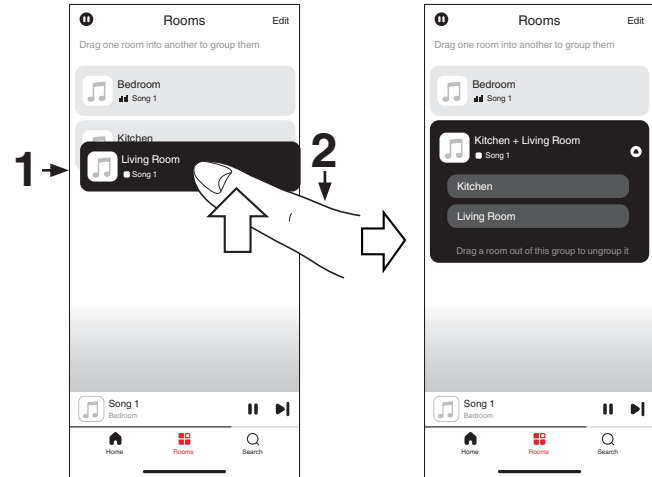 Rooms
Edit
Drag one room into another to group them
Bedroom
Song 1
Kitchen
Living Room
Song 1
1
2
Song 1
Bedroom
Home
Rooms
Search
Rooms
Edit
Drag one room into another to group them
Bedroom
Song 1
Kitchen + Living Room
Song 1
Kitchen
Living Room
Drag a room out of this group to ungroup it
Song 1
Bedroom
Home
Rooms
Search